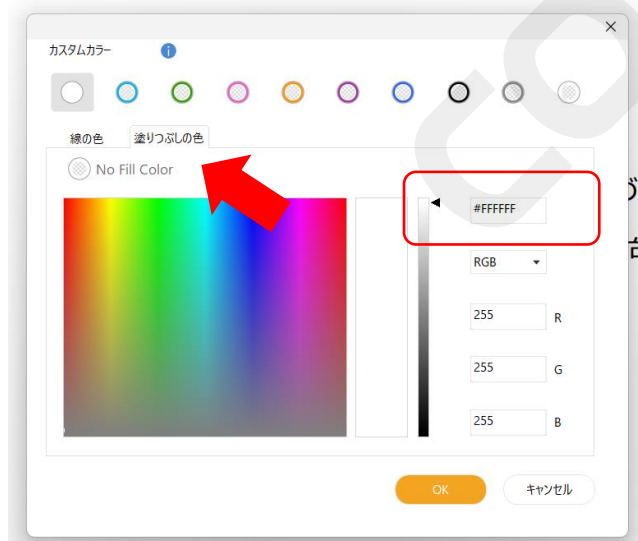 カスタムカラー
線の色 塗りつぶしの色
No Fill Color
#FFFFFF
RGB
255 R
255 G
255 B
OK キャンセル